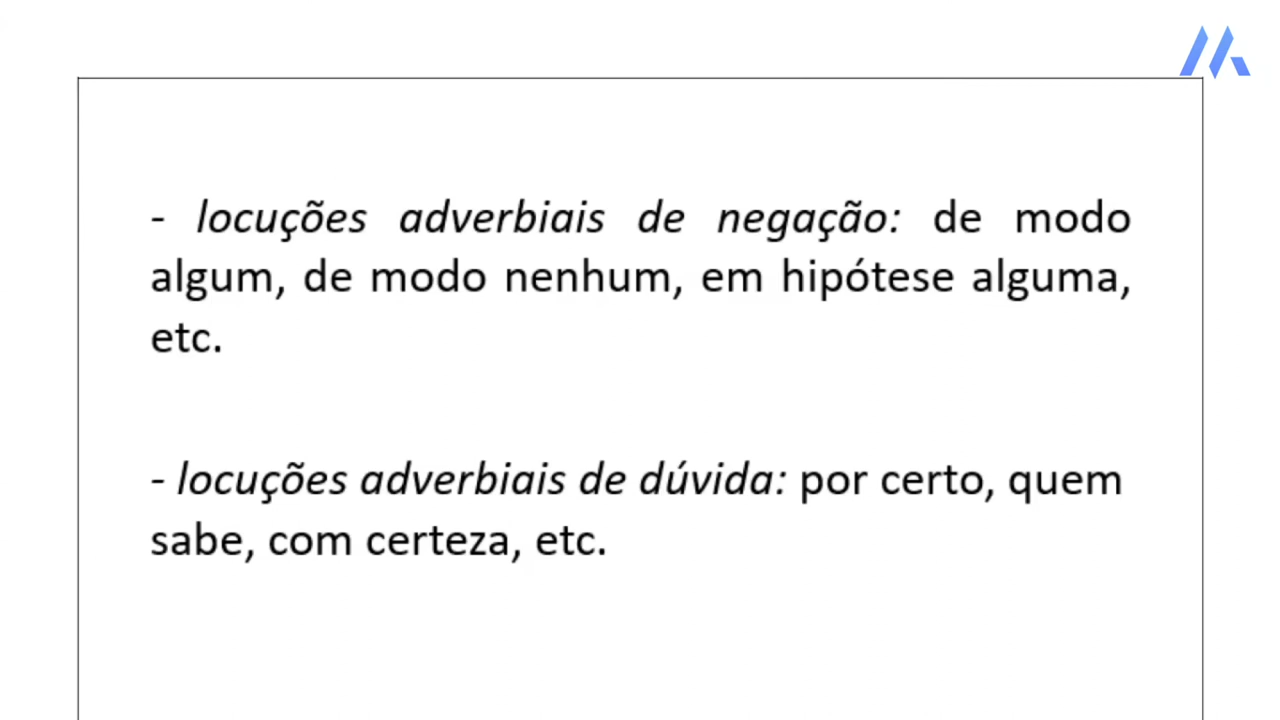 - locuções adverbiais de negação: de modo
algum, de modo nenhum, em hipótese alguma,
etc.
- locuções adverbiais de dúvida: por certo, quem
sabe, com certeza, etc.